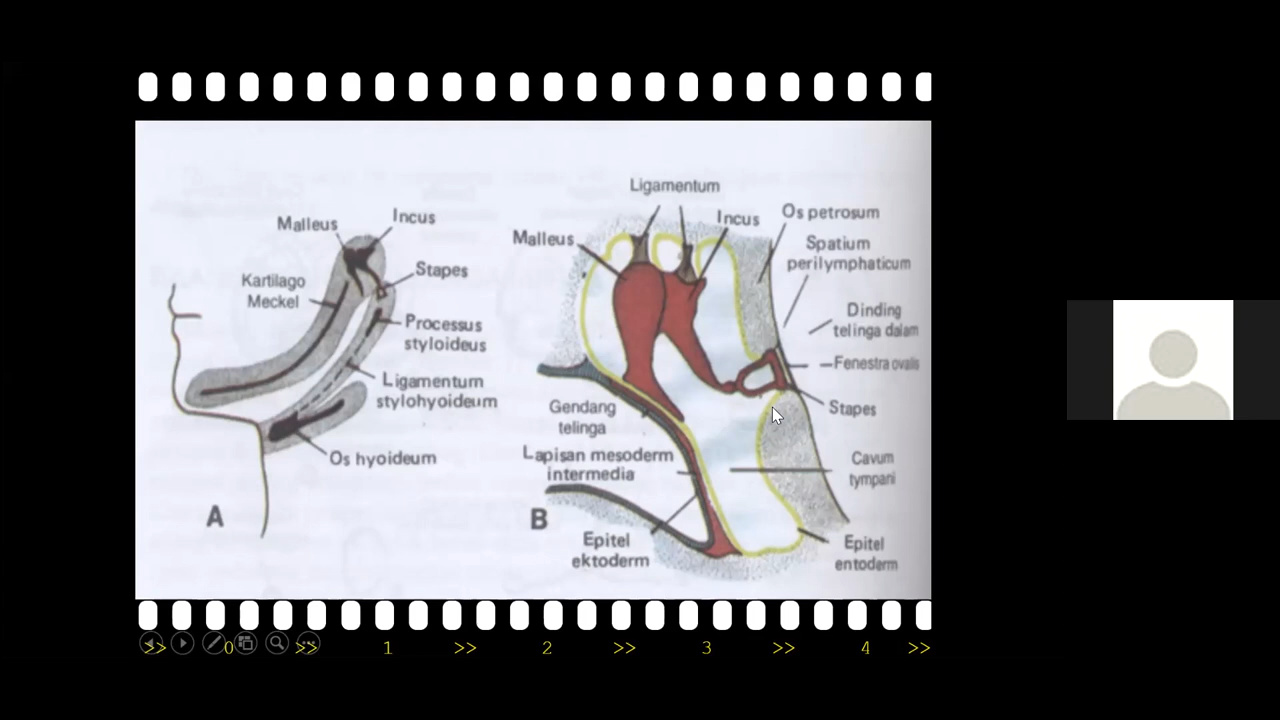 Malleus
Incus
Kartilago
Meckel
Stapes
Processus
styloideus
Ligamentum
stylohyoideum
Os hyoideum
A
Ligamentum
Malleus
Incus
Os petrosum
Spatium
perilymphaticum
Dinding
telinga dalam
Fenestra ovalis
Stapes
Gendang
telinga
Lapisan mesoderm
intermedia
Cavum
tympani
B
Epitel
ektoderm
Epitel
entoderm
>> 0 >> 1 >> 2 >> 3 >> 4 >>